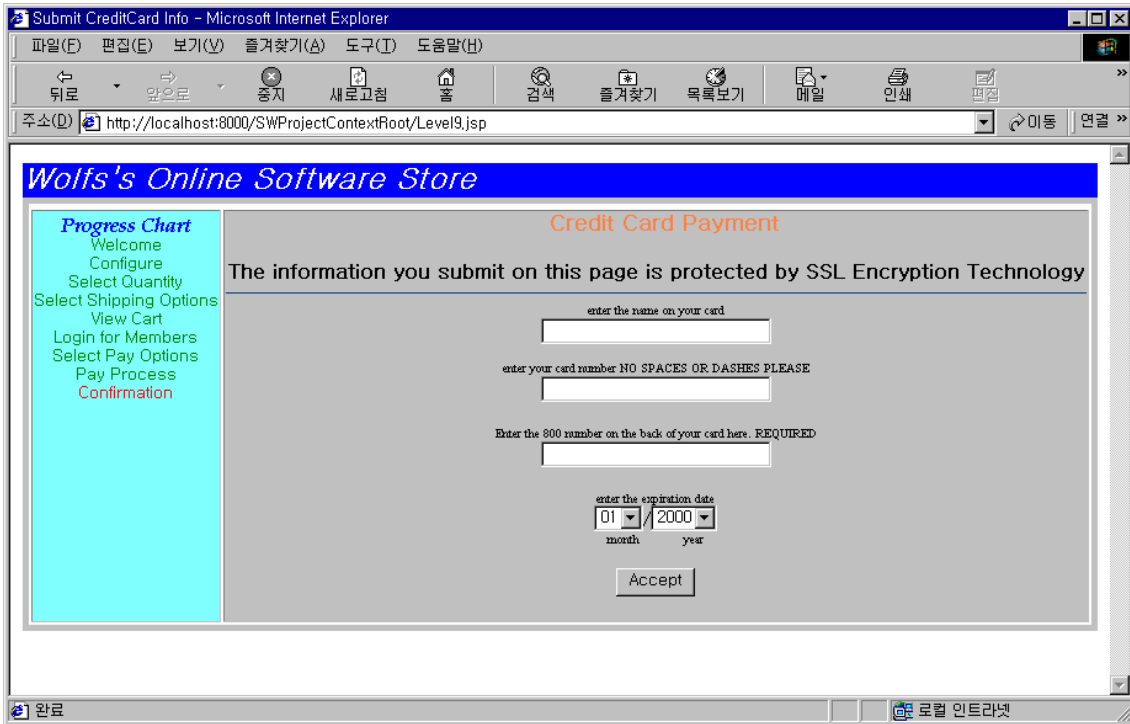 Submit CreditCard Info - Microsoft Internet Explorer
파일(F) 편집(E) 보기(V) 즐겨찾기(A) 도구(T) 도움말(H)
뒤로 앞으로 중지 새로고침 홈 검색 즐겨찾기 목록보기 메일 인쇄 편집 »
주소(D) http://localhost:8000/SWProjectContextRoot/Level9.jsp 이동 연결 »
Wolfs's Online Software Store
Progress Chart
Welcome
Configure
Select Quantity
Select Shipping Options
View Cart
Login for Members
Select Pay Options
Pay Process
Confirmation
Credit Card Payment
The information you submit on this page is protected by SSL Encryption Technology
enter the name on your card
enter your card number NO SPACES OR DASHES PLEASE
Enter the 800 number on the back of your card here. REQUIRED
enter the expiration date
01 / 2000
month year
Accept
완료 로컬 인트라넷